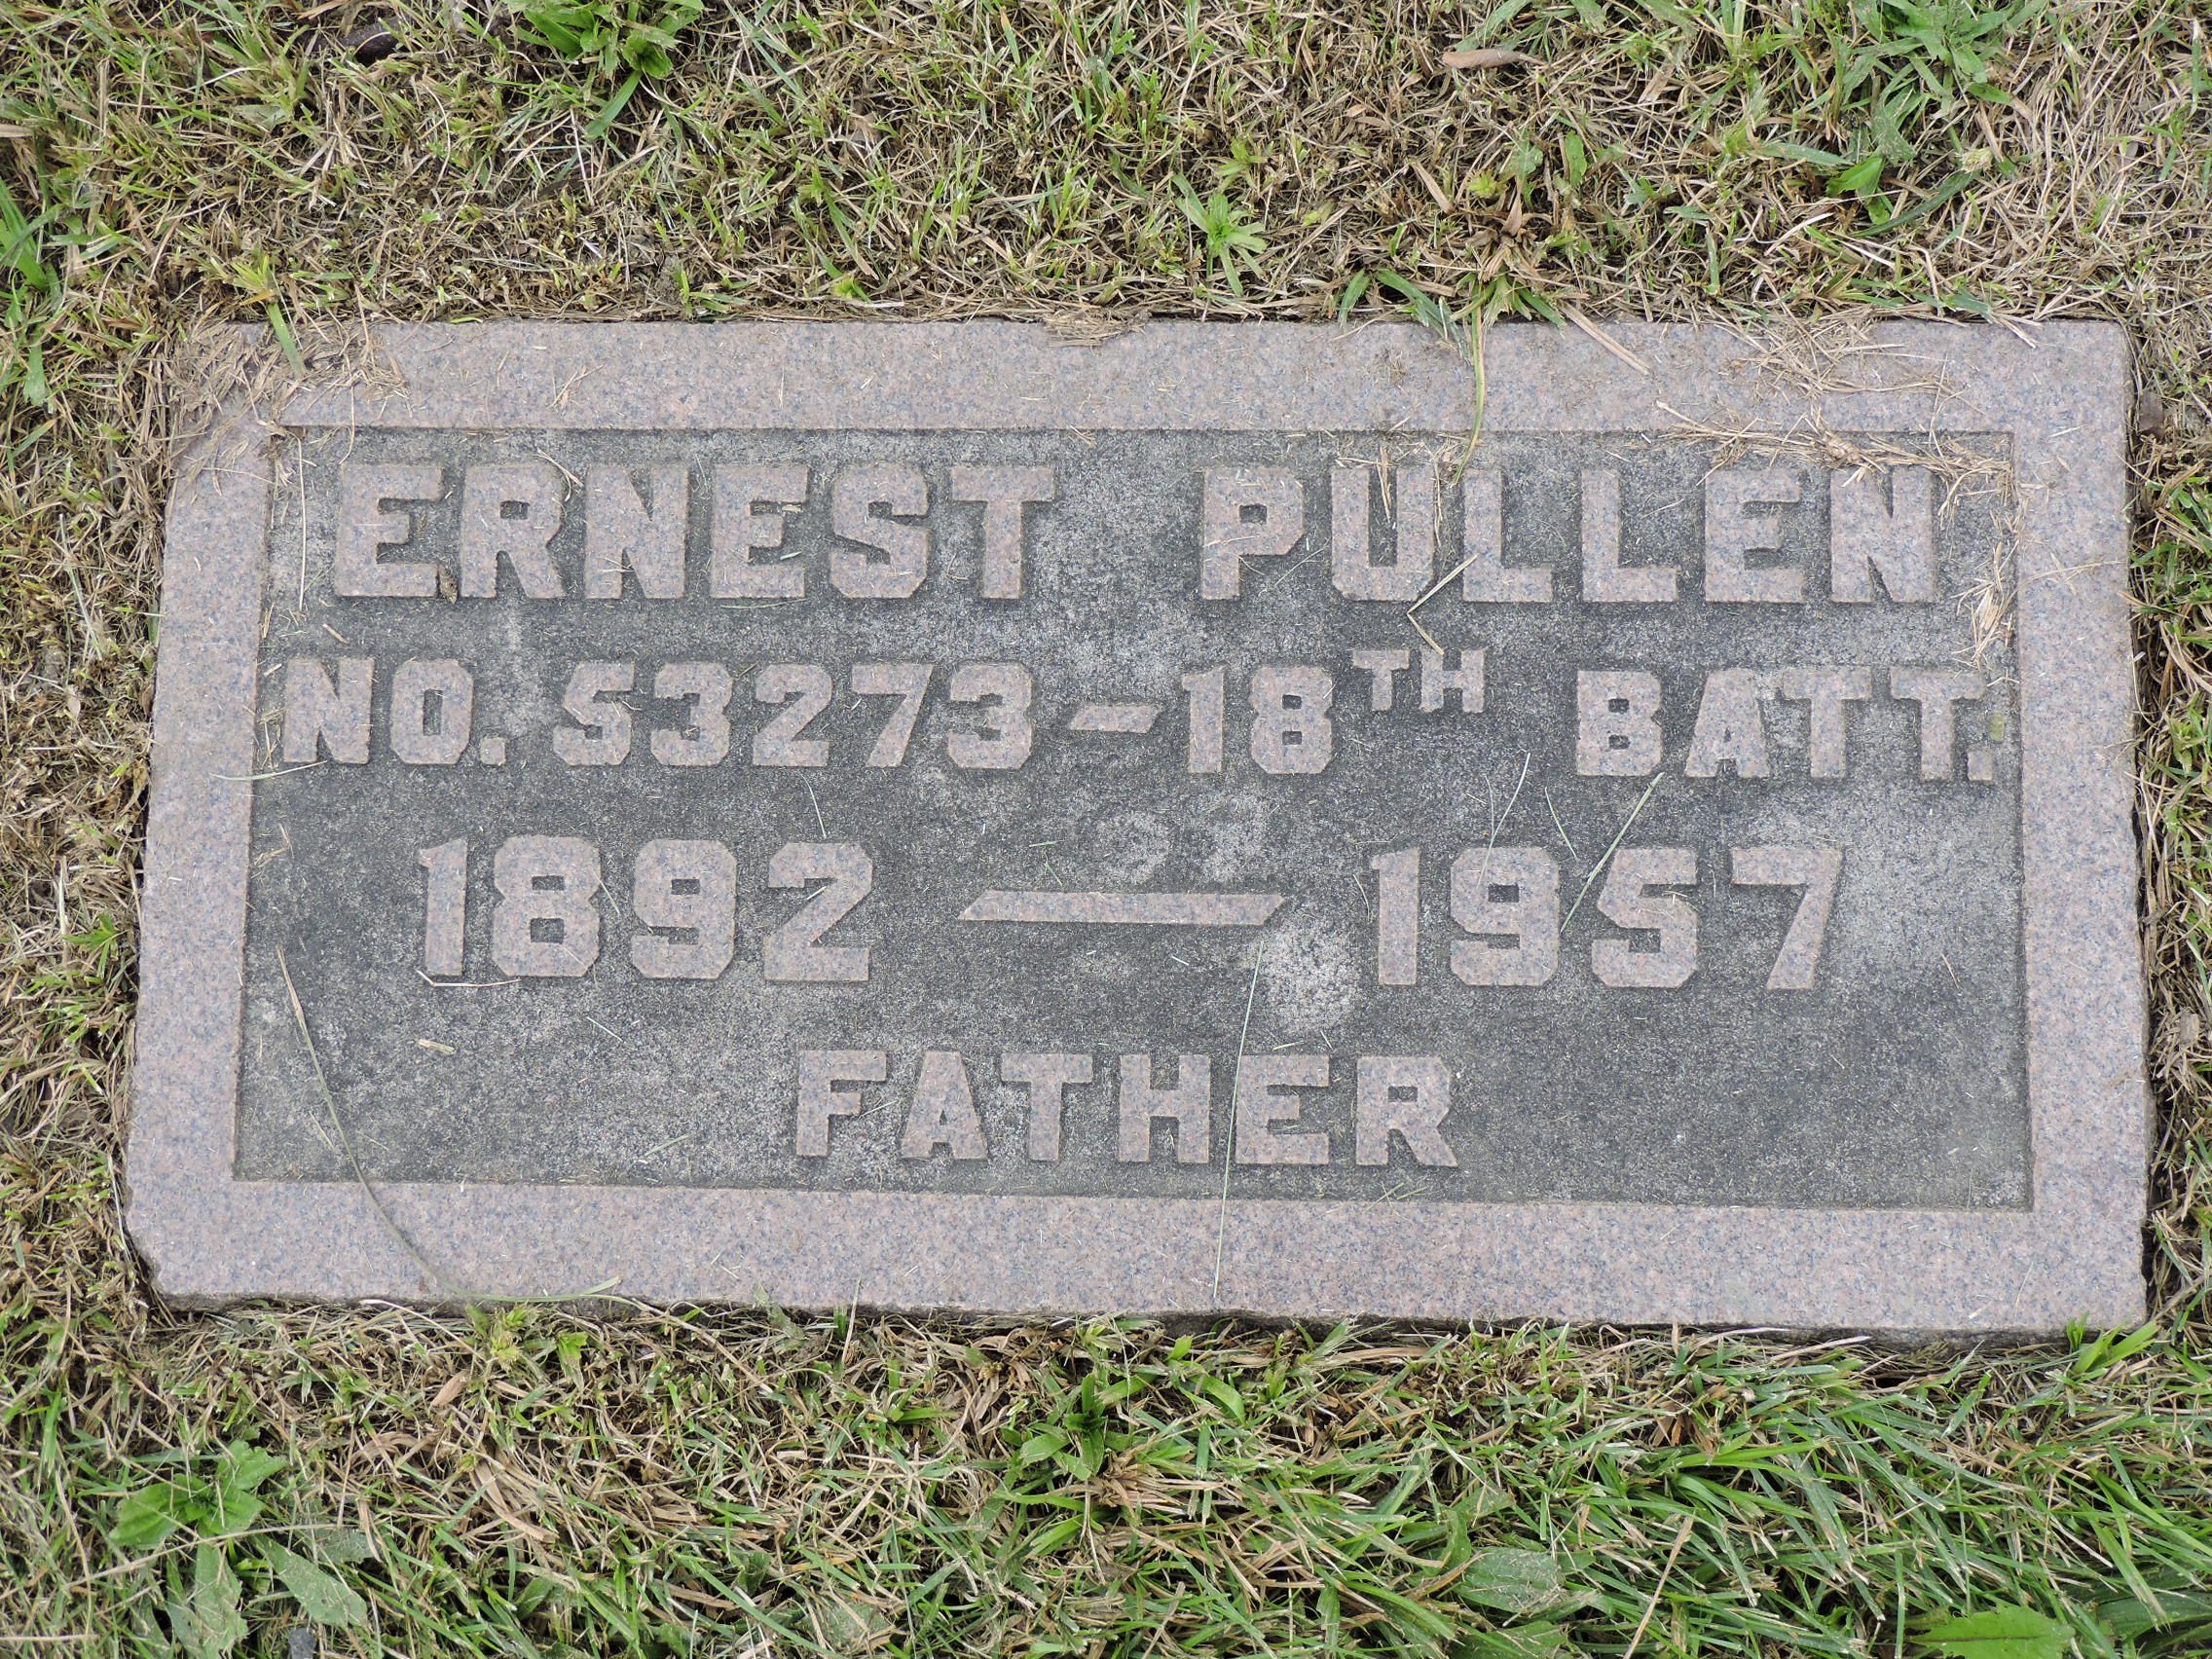 ERNEST PULLEN
NO. 53273-18TH BATT.
1892 — 1957
FATHER